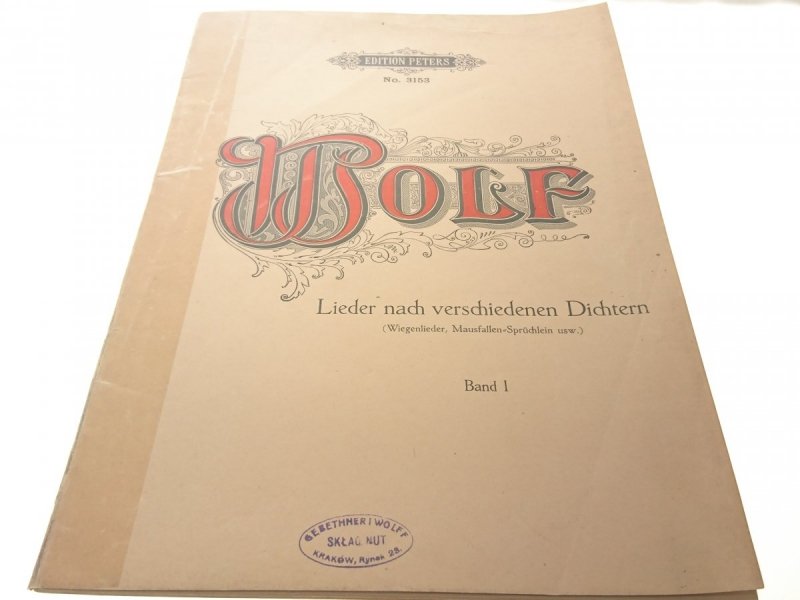 EDITION PETERS
No. 3153
WOLF
Lieder nach verschiedenen Dichtern
(Wiegenlieder, Mausfallen-Sprüchlein usw.)
Band I
GEBETHNER I WOLFF
SKŁAD NUT
KRAKÓW, Rynek 23.